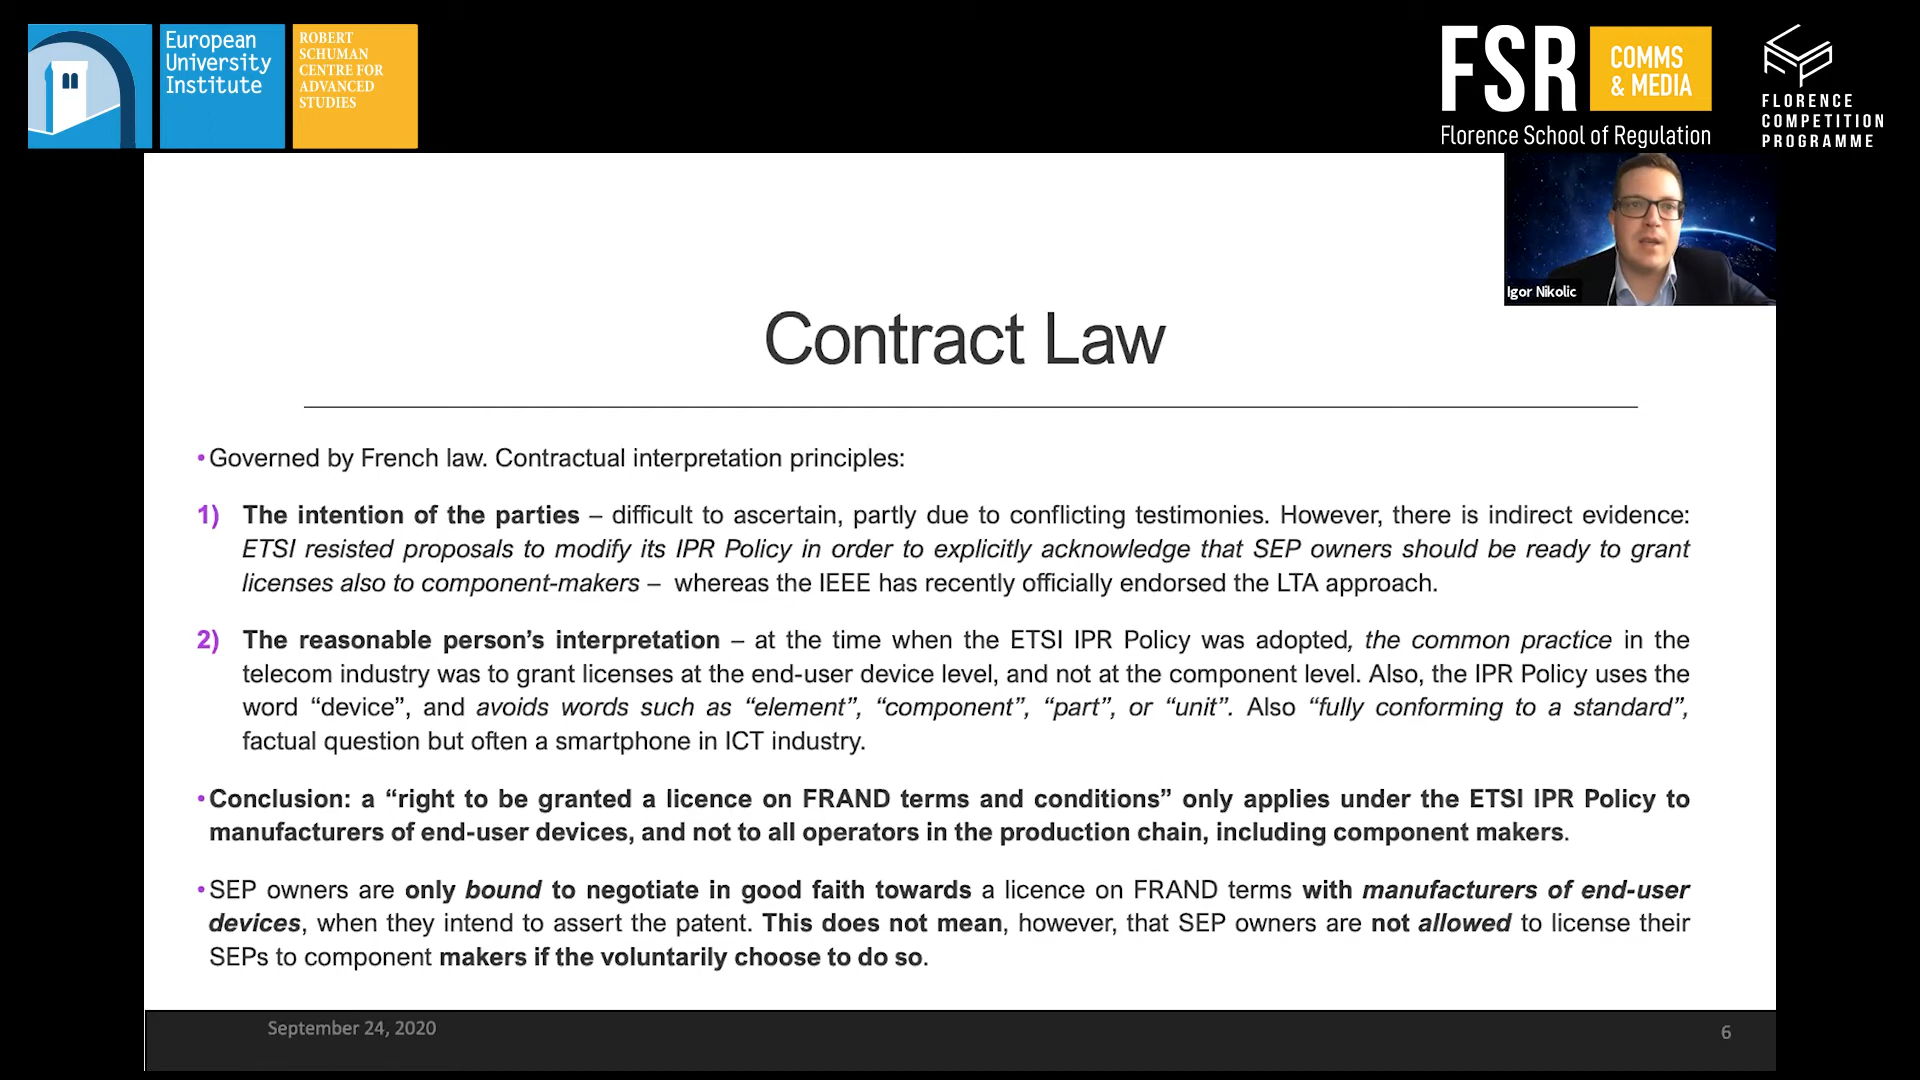 European
University
Institute
ROBERT
SCHUMAN
CENTRE FOR
ADVANCED
STUDIES
FSR
COMMS
& MEDIA
Florence School of Regulation
FLORENCE
COMPETITION
PROGRAMME
Igor Nikolic
Contract Law
•Governed by French law. Contractual interpretation principles:
1) The intention of the parties – difficult to ascertain, partly due to conflicting testimonies. However, there is indirect evidence:
ETSI resisted proposals to modify its IPR Policy in order to explicitly acknowledge that SEP owners should be ready to grant
licenses also to component-makers – whereas the IEEE has recently officially endorsed the LTA approach.
2) The reasonable person’s interpretation – at the time when the ETSI IPR Policy was adopted, the common practice in the
telecom industry was to grant licenses at the end-user device level, and not at the component level. Also, the IPR Policy uses the
word “device”, and avoids words such as “element”, “component”, “part”, or “unit”. Also “fully conforming to a standard”,
factual question but often a smartphone in ICT industry.
•Conclusion: a “right to be granted a licence on FRAND terms and conditions” only applies under the ETSI IPR Policy to
manufacturers of end-user devices, and not to all operators in the production chain, including component makers.
•SEP owners are only bound to negotiate in good faith towards a licence on FRAND terms with manufacturers of end-user
devices, when they intend to assert the patent. This does not mean, however, that SEP owners are not allowed to license their
SEPs to component makers if the voluntarily choose to do so.
September 24, 2020
6